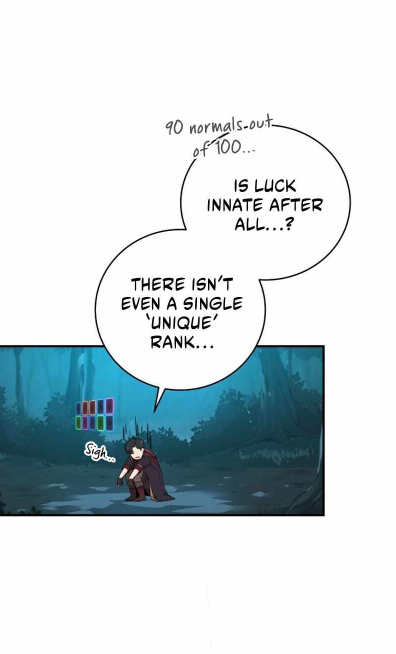 90 normals out
of 100...
IS LUCK
INNATE AFTER
ALL...?
THERE ISN'T
EVEN A SINGLE
'UNIQUE'
RANK...
Sigh...